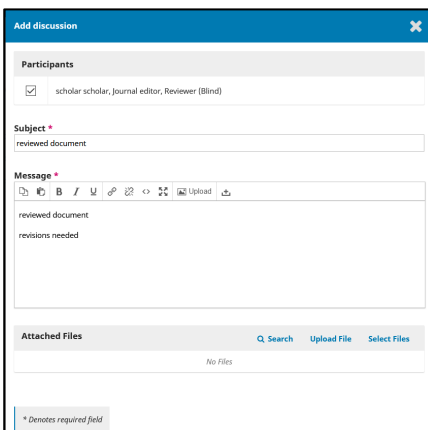 Add discussion
Participants
scholar scholar, Journal editor, Reviewer (Blind)
Subject *
reviewed document
Message *
B I U <> Upload
reviewed document
revisions needed
Attached Files Search Upload File Select Files
No Files
* Denotes required field